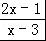 2x − 1
x − 3